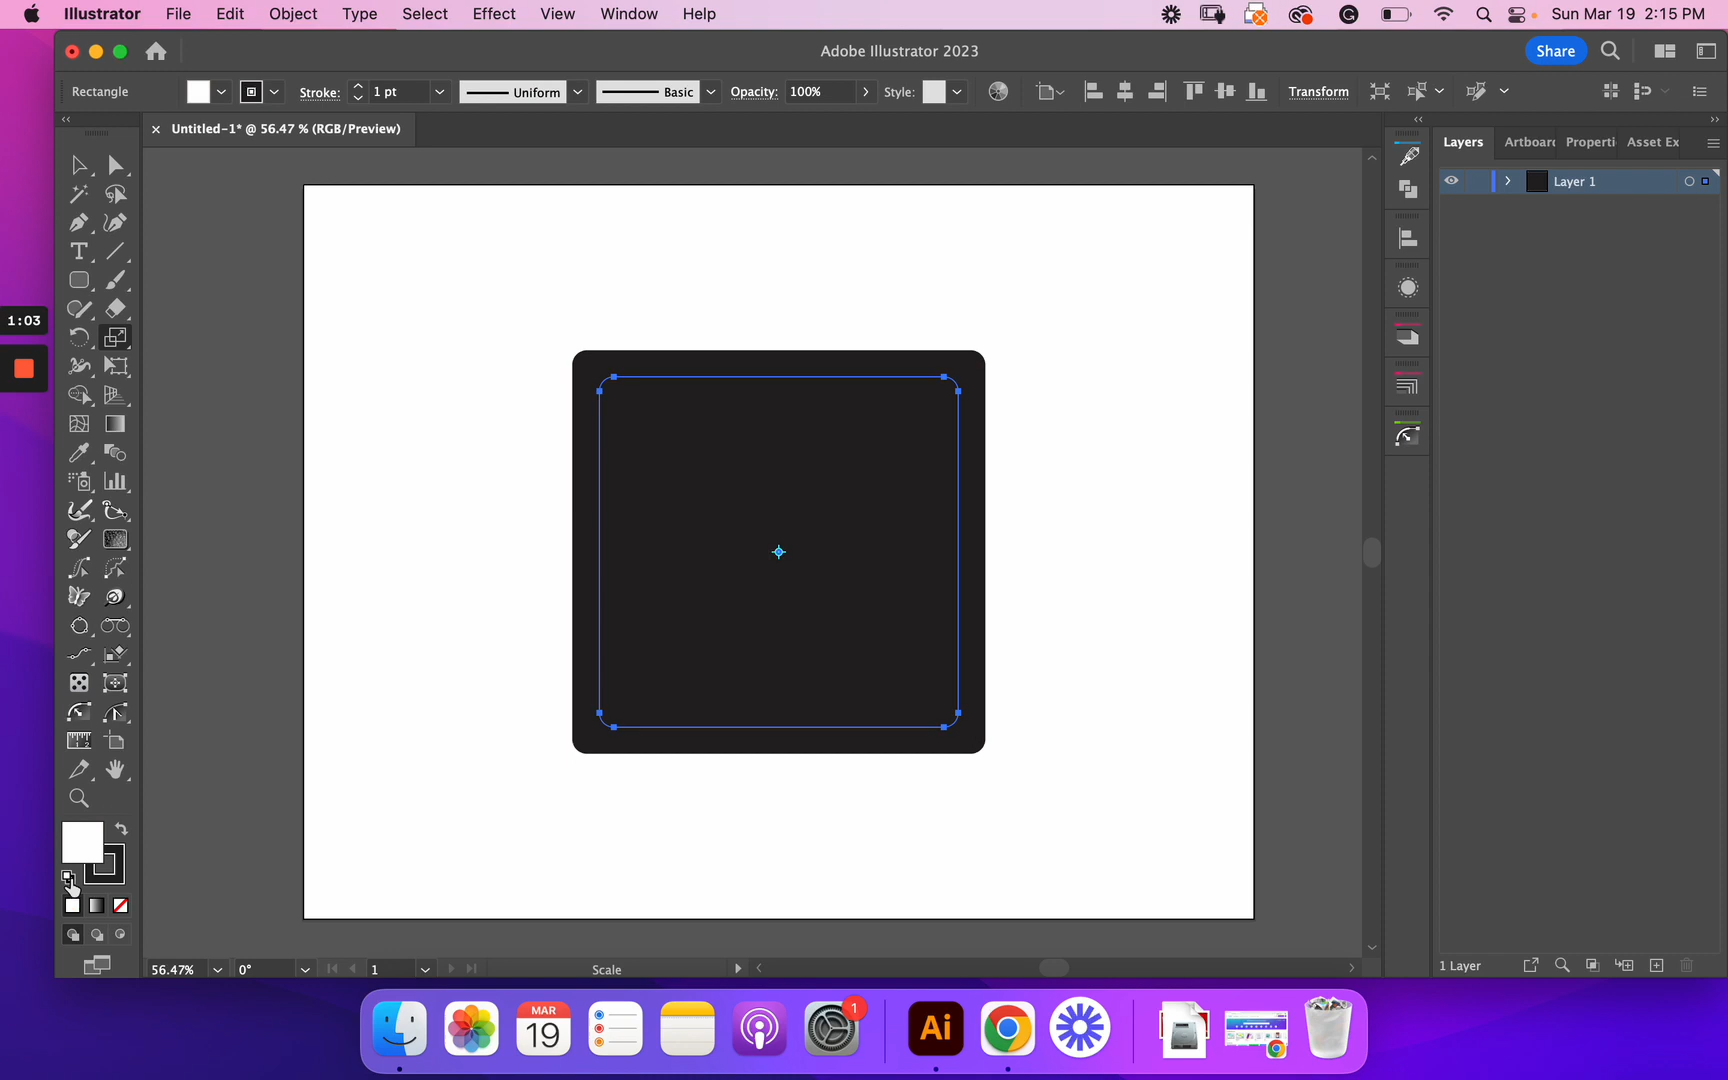 Illustrator File Edit Object Type Select Effect View Window Help Sun Mar 19 2:15 PM
Adobe Illustrator 2023 Share
Rectangle Stroke: 1 pt Uniform Basic Opacity: 100% Style: Transform
× Untitled-1* @ 56.47 % (RGB/Preview)
Layers Artboard Properti Asset Ex
Layer 1
1:03
56.47% 0° 1 Scale
1 Layer
MAR
19
1
Ai